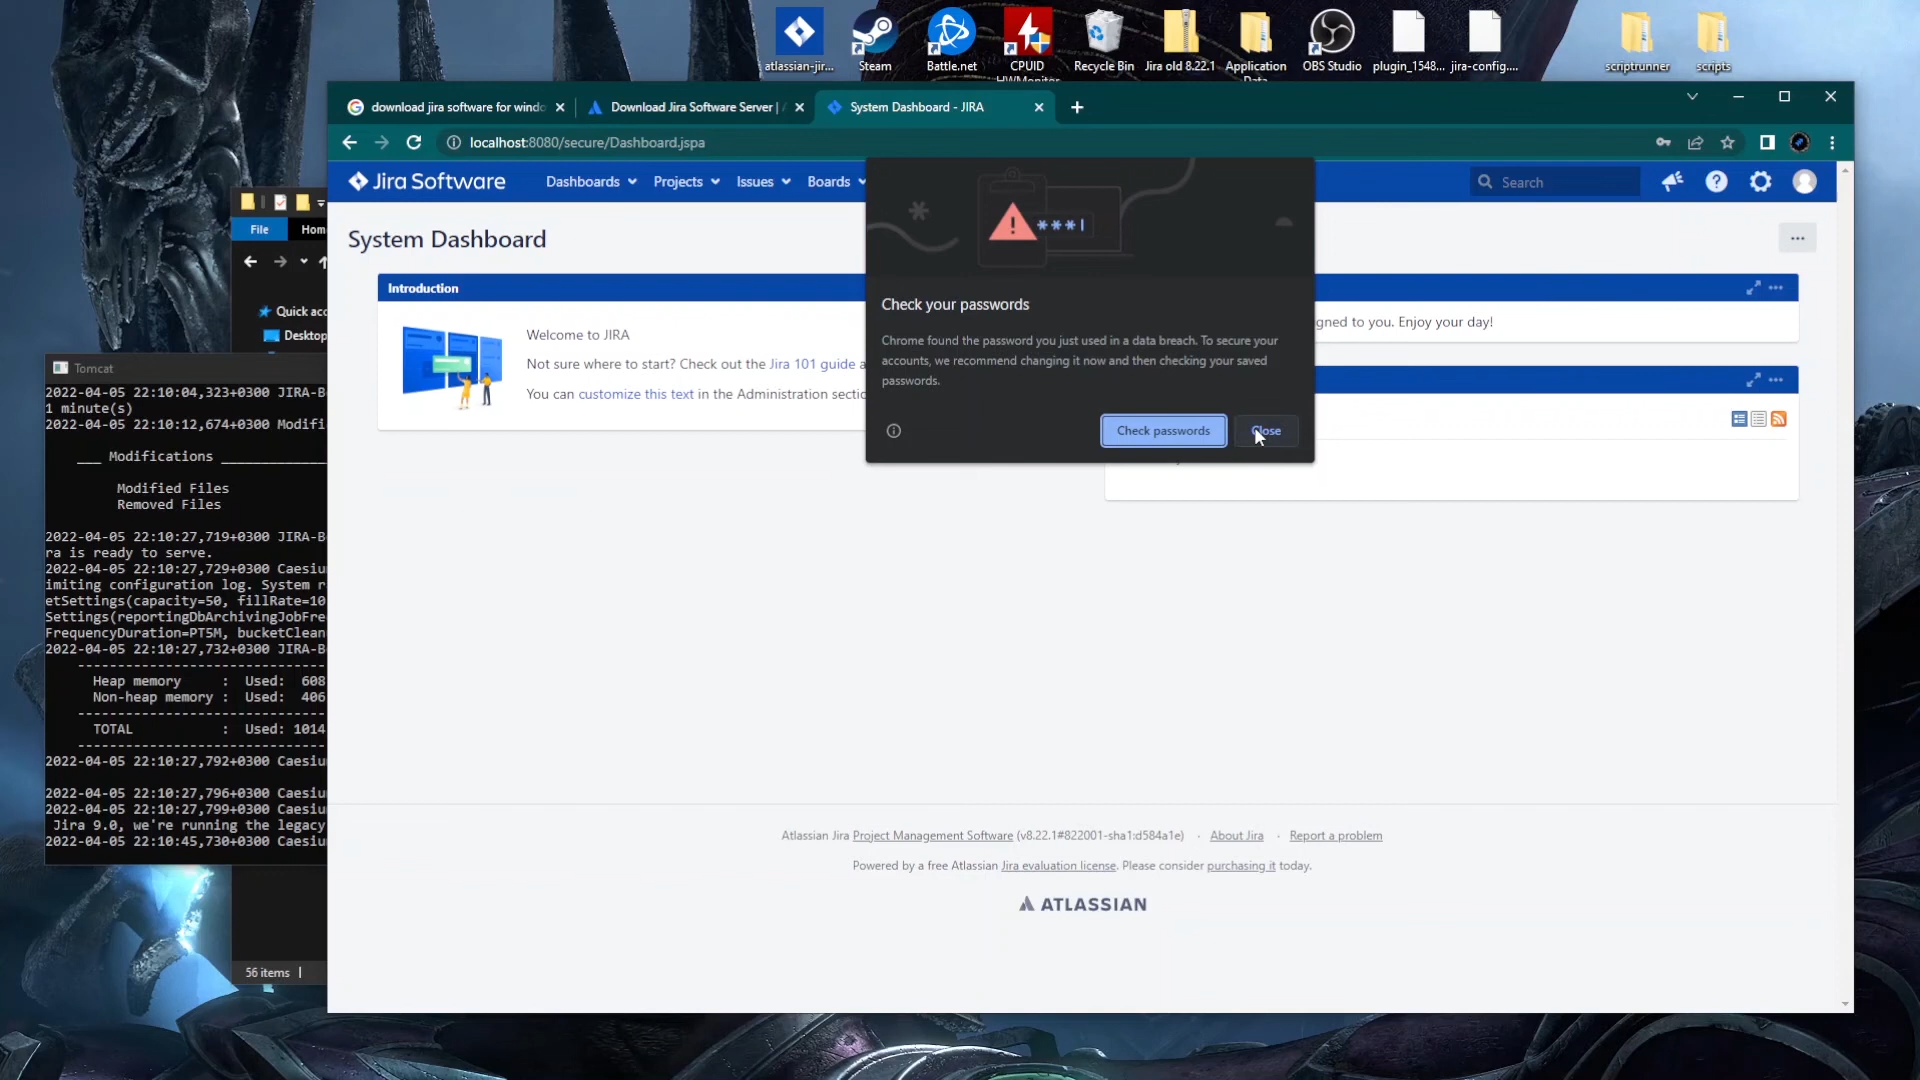 atlassian-jir...
Steam
Battle.net
CPUID
HWMonitor
Recycle Bin
Jira old 8.22.1
Application
Data
OBS Studio
plugin_1548...
jira-config....
scriptrunner
scripts
download jira software for windo
Download Jira Software Server |
System Dashboard - JIRA
localhost:8080/secure/Dashboard.jspa
Jira Software
Dashboards
Projects
Issues
Boards
Search
System Dashboard
Introduction
Welcome to JIRA
Not sure where to start? Check out the Jira 101 guide a
You can customize this text in the Administration sectio
gned to you. Enjoy your day!
***
Check your passwords
Chrome found the password you just used in a data breach. To secure your
accounts, we recommend changing it now and then checking your saved
passwords.
Check passwords
Close
File
Hom
Quick acc
Desktop
56 items
Tomcat
2022-04-05 22:10:04,323+0300 JIRA-B
1 minute(s)
2022-04-05 22:10:12,674+0300 Modifi
___ Modifications _____________
Modified Files
Removed Files
2022-04-05 22:10:27,719+0300 JIRA-B
ra is ready to serve.
2022-04-05 22:10:27,729+0300 Caesiu
imiting configuration log. System r
etSettings(capacity=50, fillRate=10
Settings(reportingDbArchivingJobFre
FrequencyDuration=PT5M, bucketClean
2022-04-05 22:10:27,732+0300 JIRA-B
-------------------------------
Heap memory : Used: 608
Non-heap memory : Used: 406
-------------------------------
TOTAL : Used: 1014
-------------------------------
2022-04-05 22:10:27,792+0300 Caesiu
2022-04-05 22:10:27,796+0300 Caesiu
2022-04-05 22:10:27,799+0300 Caesiu
Jira 9.0, we're running the legacy
2022-04-05 22:10:45,730+0300 Caesiu
Atlassian Jira Project Management Software (v8.22.1#822001-sha1:d584a1e) · About Jira · Report a problem
Powered by a free Atlassian Jira evaluation license. Please consider purchasing it today.
ATLASSIAN